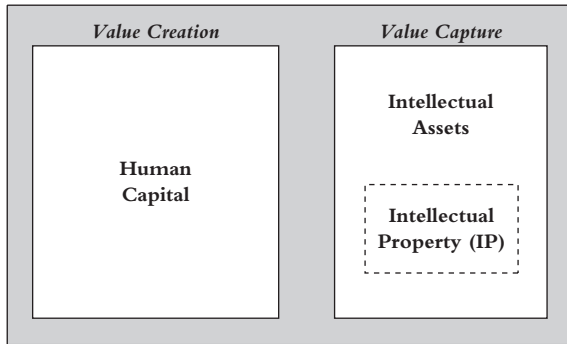 Value Creation
Human
Capital
Value Capture
Intellectual
Assets
Intellectual
Property (IP)